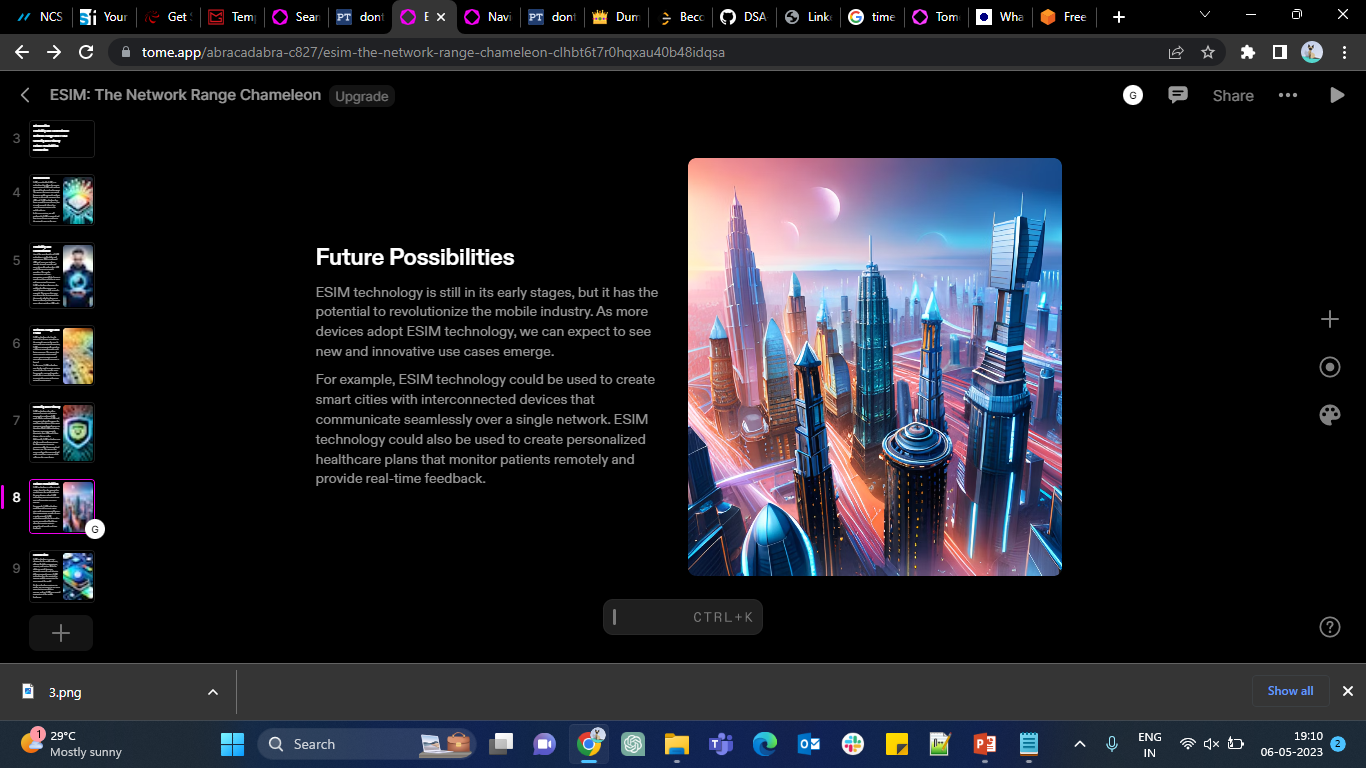 NCS
Your
Get
Temp
Sean
PT
dont
E
Navi
PT
dont
Dum
Becc
DSA
Link
time
Tom
Wha
Free
tome.app/abracadabra-c827/esim-the-network-range-chameleon-clhbt6t7r0hqxau40b48idqsa
ESIM: The Network Range Chameleon
Upgrade
G
Share
3
4
5
6
7
8
G
9
Future Possibilities
ESIM technology is still in its early stages, but it has the
potential to revolutionize the mobile industry. As more
devices adopt ESIM technology, we can expect to see
new and innovative use cases emerge.
For example, ESIM technology could be used to create
smart cities with interconnected devices that
communicate seamlessly over a single network. ESIM
technology could also be used to create personalized
healthcare plans that monitor patients remotely and
provide real-time feedback.
CTRL+K
3.png
Show all
1
29°C
Mostly sunny
Search
ENG
IN
19:10
06-05-2023
2